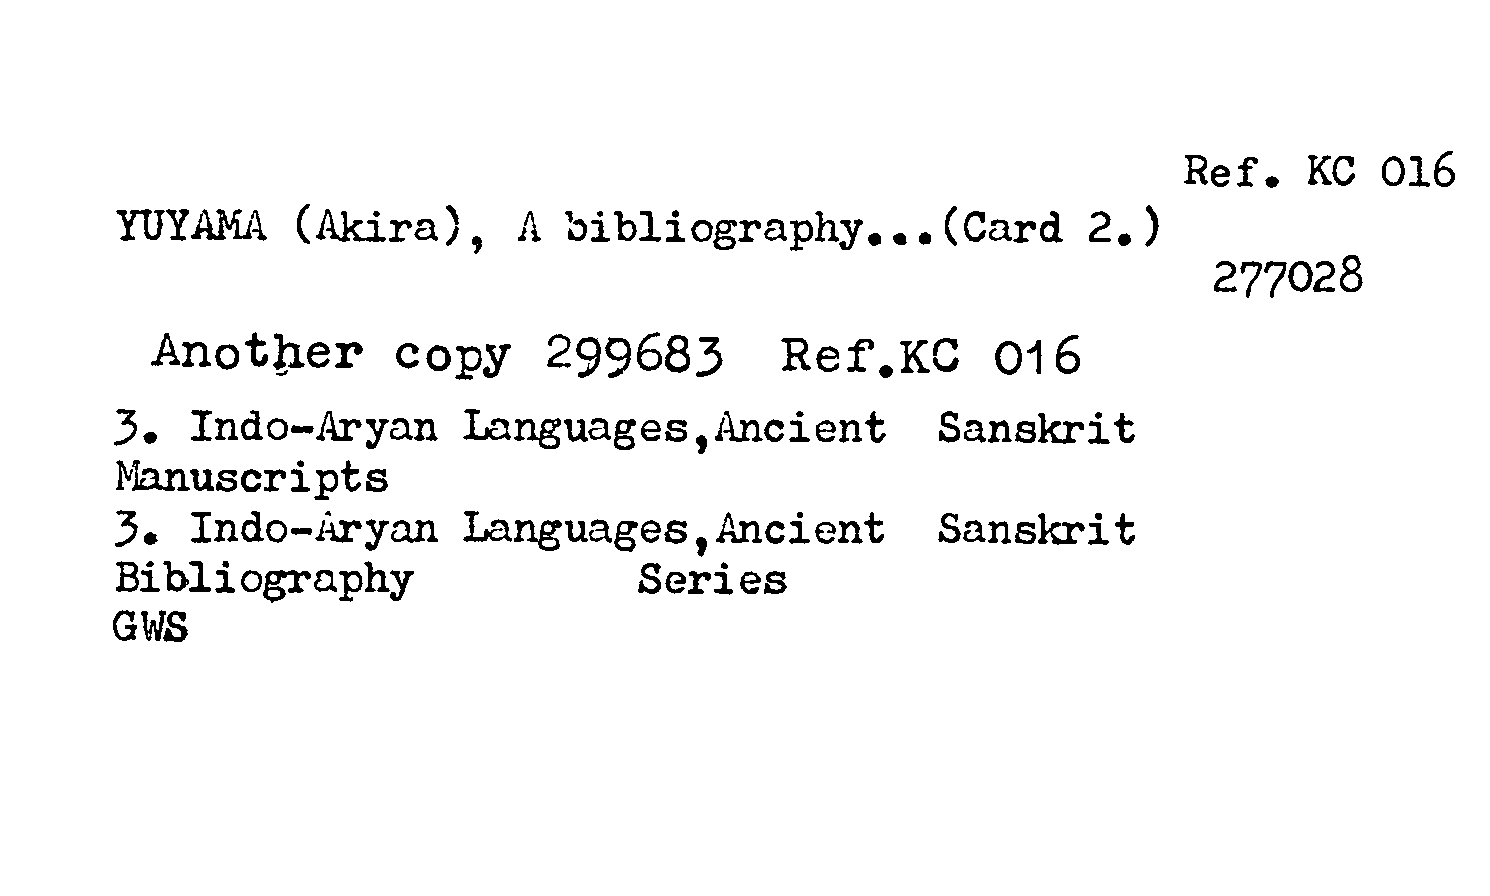 Ref. KC 016
YUYAMA (Akira), A bibliography...(Card 2.)
277028
Another copy 299683 Ref.KC 016
3. Indo-Aryan Languages,Ancient Sanskrit
Manuscripts
3. Indo-Aryan Languages,Ancient Sanskrit
Bibliography Series
GWS